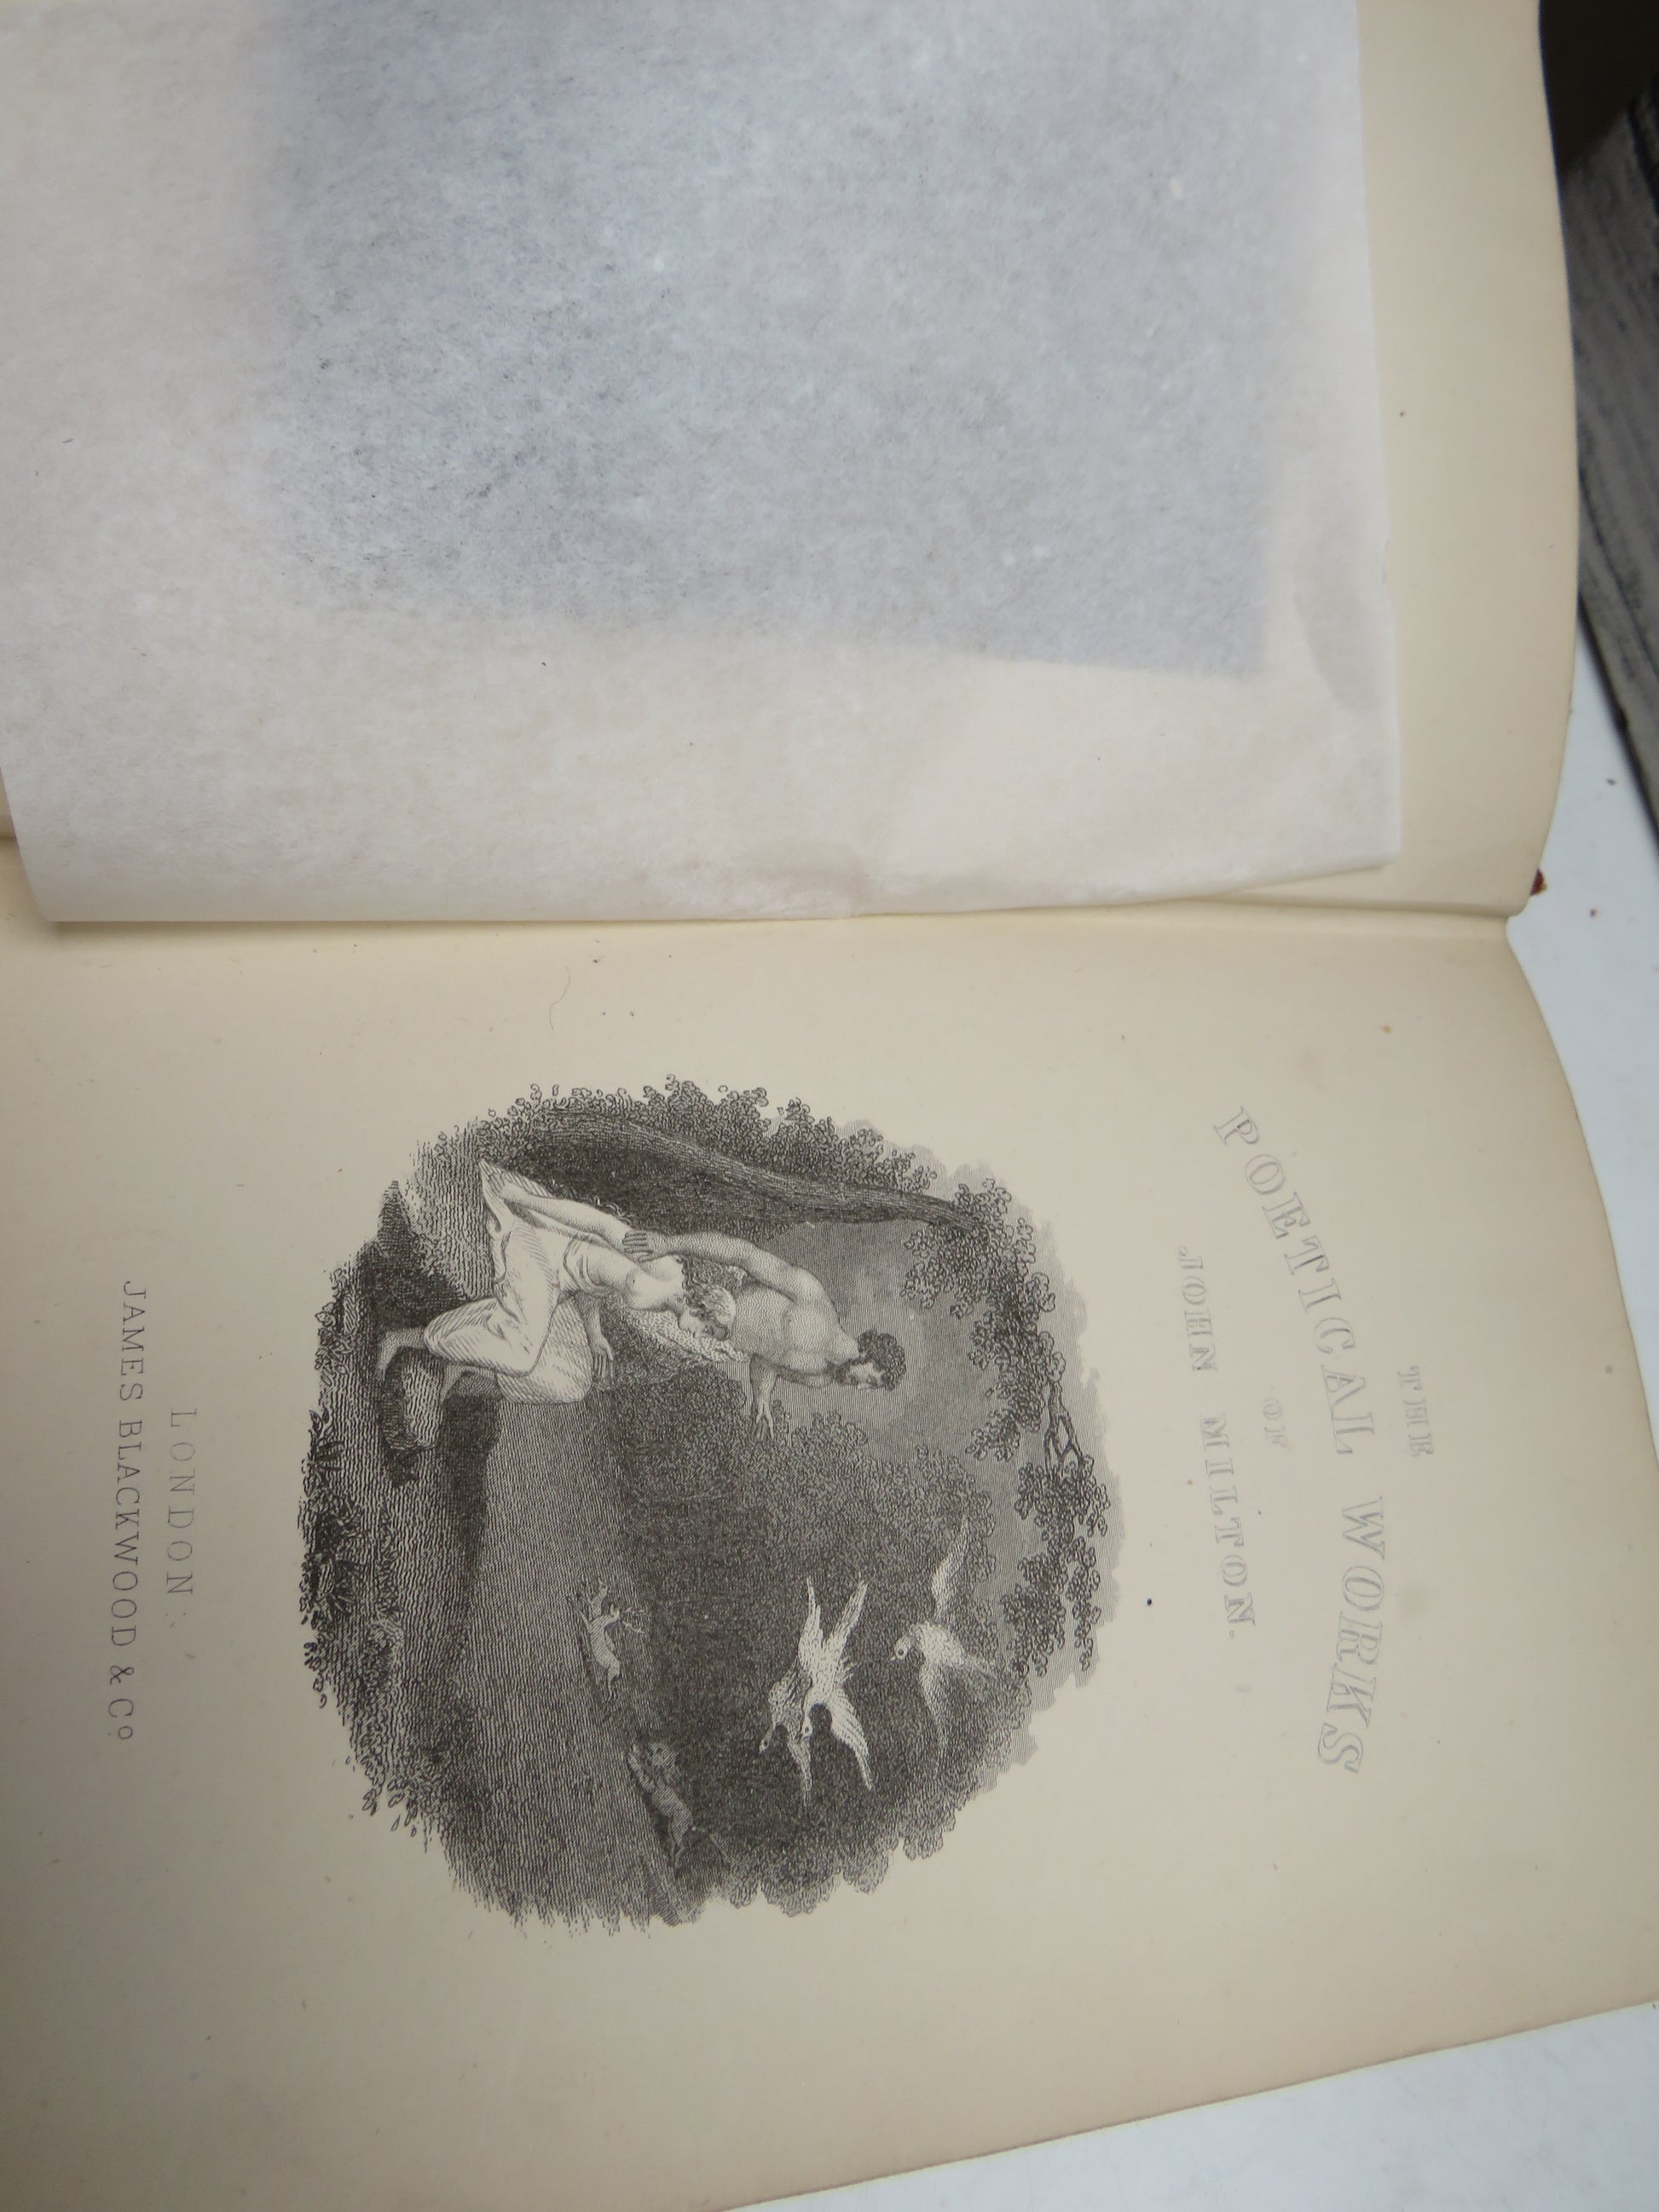 THE
POETICAL WORKS
OF
JOHN MILTON.
LONDON.
JAMES BLACKWOOD & Co